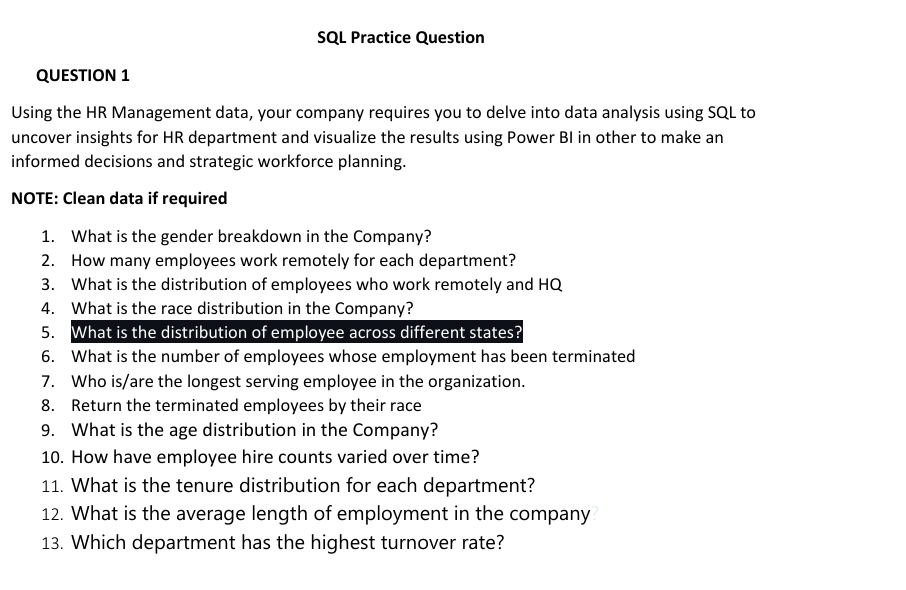 SQL Practice Question
QUESTION 1
Using the HR Management data, your company requires you to delve into data analysis using SQL to
uncover insights for HR department and visualize the results using Power BI in other to make an
informed decisions and strategic workforce planning.
NOTE: Clean data if required
1. What is the gender breakdown in the Company?
2. How many employees work remotely for each department?
3. What is the distribution of employees who work remotely and HQ
4. What is the race distribution in the Company?
5. What is the distribution of employee across different states?
6. What is the number of employees whose employment has been terminated
7. Who is/are the longest serving employee in the organization.
8. Return the terminated employees by their race
9. What is the age distribution in the Company?
10. How have employee hire counts varied over time?
11. What is the tenure distribution for each department?
12. What is the average length of employment in the company?
13. Which department has the highest turnover rate?